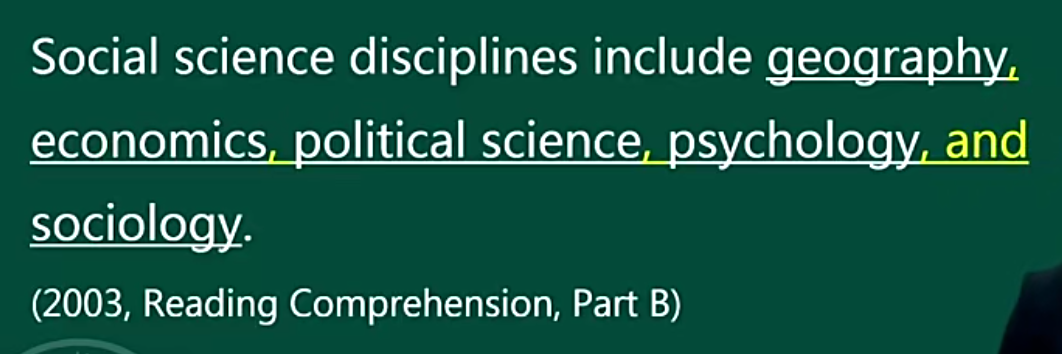 Social science disciplines include geography,
economics, political science, psychology, and
sociology.
(2003, Reading Comprehension, Part B)